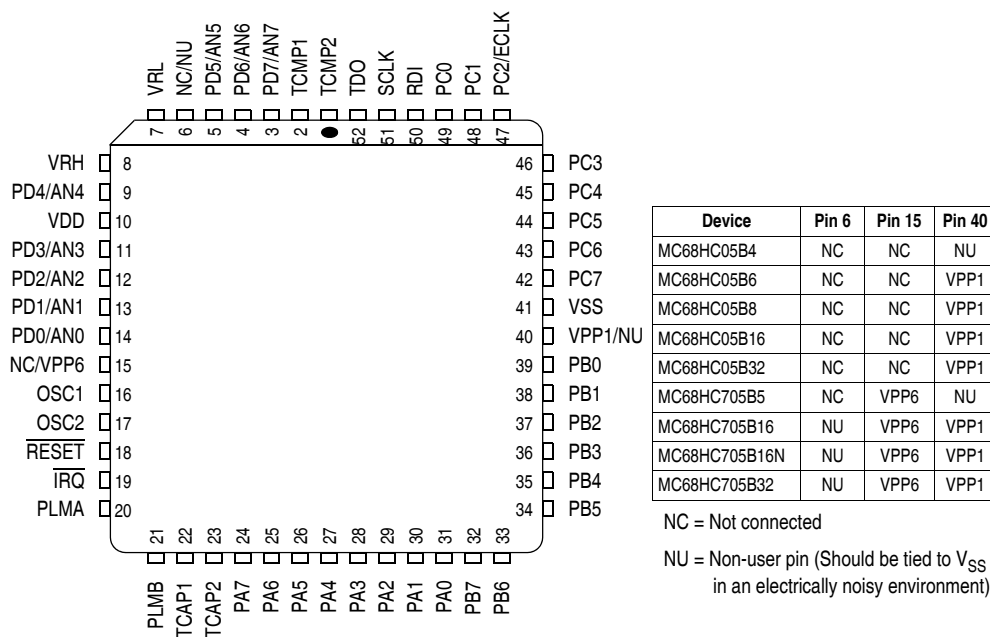 VRL
NC/NU
PD5/AN5
PD6/AN6
PD7/AN7
TCMP1
TCMP2
TDO
SCLK
RDI
PC0
PC1
PC2/ECLK
7
6
5
4
3
2
52
51
50
49
48
47
VRH 8
PD4/AN4 9
VDD 10
PD3/AN3 11
PD2/AN2 12
PD1/AN1 13
PD0/AN0 14
NC/VPP6 15
OSC1 16
OSC2 17
RESET 18
IRQ 19
PLMA 20
46 PC3
45 PC4
44 PC5
43 PC6
42 PC7
41 VSS
40 VPP1/NU
39 PB0
38 PB1
37 PB2
36 PB3
35 PB4
34 PB5
21
22
23
24
25
26
27
28
29
30
31
32
33
PLMB
TCAP1
TCAP2
PA7
PA6
PA5
PA4
PA3
PA2
PA1
PA0
PB7
PB6
Device Pin 6 Pin 15 Pin 40
MC68HC05B4 NC NC NU
MC68HC05B6 NC NC VPP1
MC68HC05B8 NC NC VPP1
MC68HC05B16 NC NC VPP1
MC68HC05B32 NC NC VPP1
MC68HC705B5 NC VPP6 NU
MC68HC705B16 NU VPP6 VPP1
MC68HC705B16N NU VPP6 VPP1
MC68HC705B32 NU VPP6 VPP1
NC = Not connected
NU = Non-user pin (Should be tied to VSS
in an electrically noisy environment)